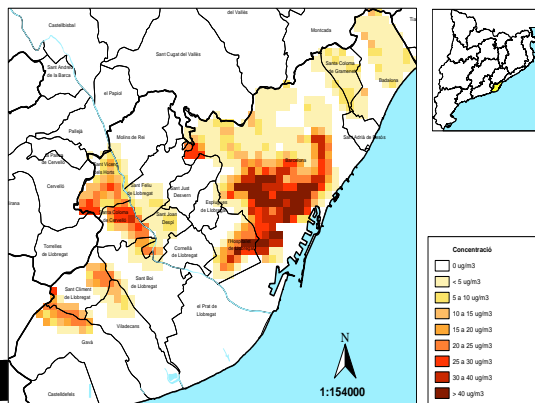 del Vallès
Castellbisbal
Montcada
Sant Cugat del Vallès
Santa Coloma
de Gramenet
Sant Andreu
de la Barca
Badalona
el Papiol
Sant Adrià de Besòs
Pallejà
Molins de Rei
Barcelona
de Cervelló
Sant Vicenç
dels Horts
Cervelló
Sant Feliu
de Llobregat
Sant Just
Desvern
Esplugues
de Llobregat
Santa Coloma
de Cervelló
Sant Joan
Despí
Torrelles
de Llobregat
Cornellà
de Llobregat
l'Hospitalet
Sant Climent
de Llobregat
Sant Boi
de Llobregat
el Prat de
Llobregat
Viladecans
Gavà
Castelldefels
N
1:154000
Concentració
0 ug/m3
< 5 ug/m3
5 a 10 ug/m3
10 a 15 ug/m3
15 a 20 ug/m3
20 a 25 ug/m3
25 a 30 ug/m3
30 a 40 ug/m3
> 40 ug/m3